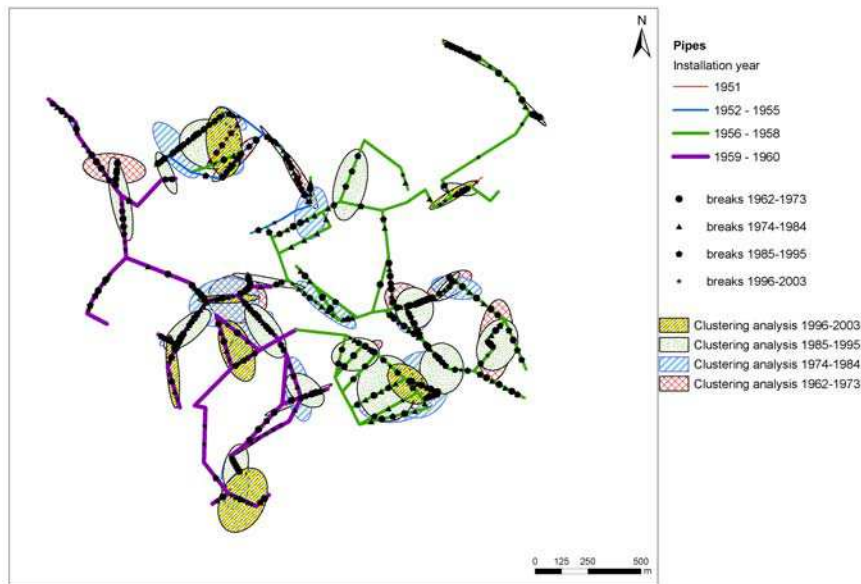 N
Pipes
Installation year
1951
1952 - 1955
1956 - 1958
1959 - 1960
breaks 1962-1973
breaks 1974-1984
breaks 1985-1995
breaks 1996-2003
Clustering analysis 1996-2003
Clustering analysis 1985-1995
Clustering analysis 1974-1984
Clustering analysis 1962-1973
0 125 250 500
m